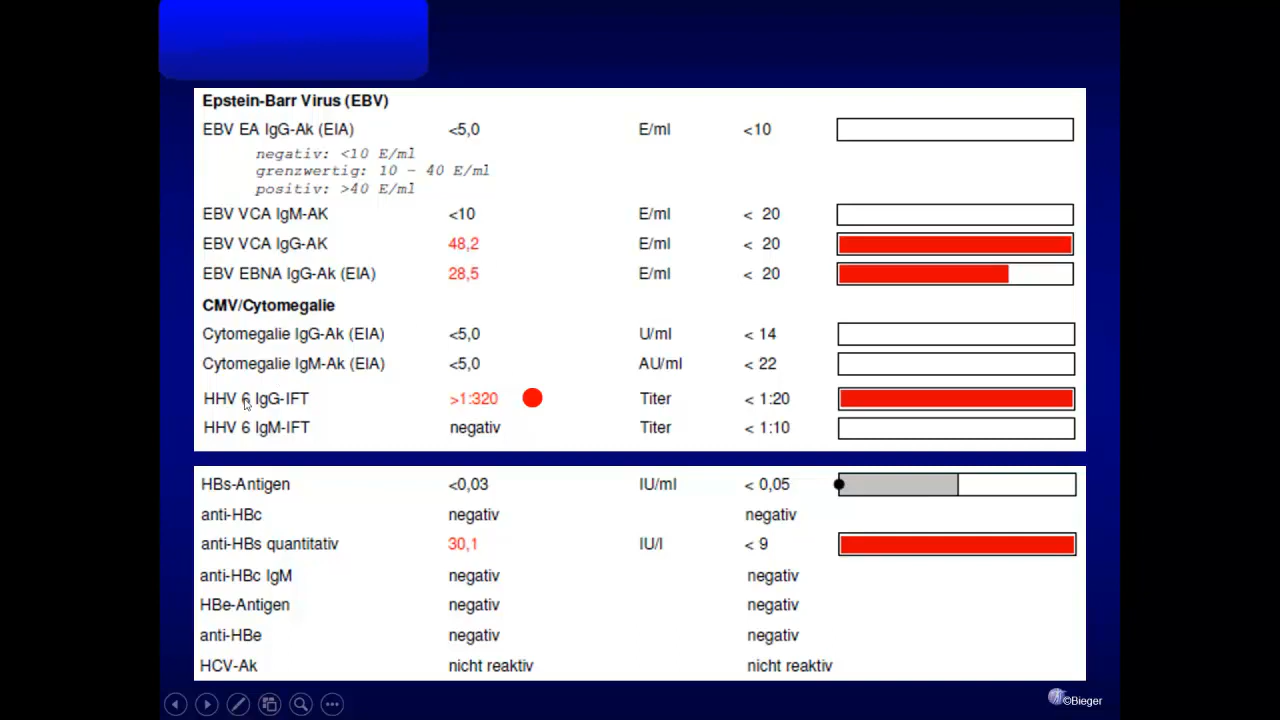 Epstein-Barr Virus (EBV)
EBV EA IgG-Ak (EIA) <5,0 E/ml <10
negativ: <10 E/ml
grenzwertig: 10 – 40 E/ml
positiv: >40 E/ml
EBV VCA IgM-AK <10 E/ml < 20
EBV VCA IgG-AK 48,2 E/ml < 20
EBV EBNA IgG-Ak (EIA) 28,5 E/ml < 20
CMV/Cytomegalie
Cytomegalie IgG-Ak (EIA) <5,0 U/ml < 14
Cytomegalie IgM-Ak (EIA) <5,0 AU/ml < 22
HHV 6 IgG-IFT >1:320 Titer < 1:20
HHV 6 IgM-IFT negativ Titer < 1:10
HBs-Antigen <0,03 IU/ml < 0,05
anti-HBc negativ negativ
anti-HBs quantitativ 30,1 IU/l < 9
anti-HBc IgM negativ negativ
HBe-Antigen negativ negativ
anti-HBe negativ negativ
HCV-Ak nicht reaktiv nicht reaktiv
©Bieger